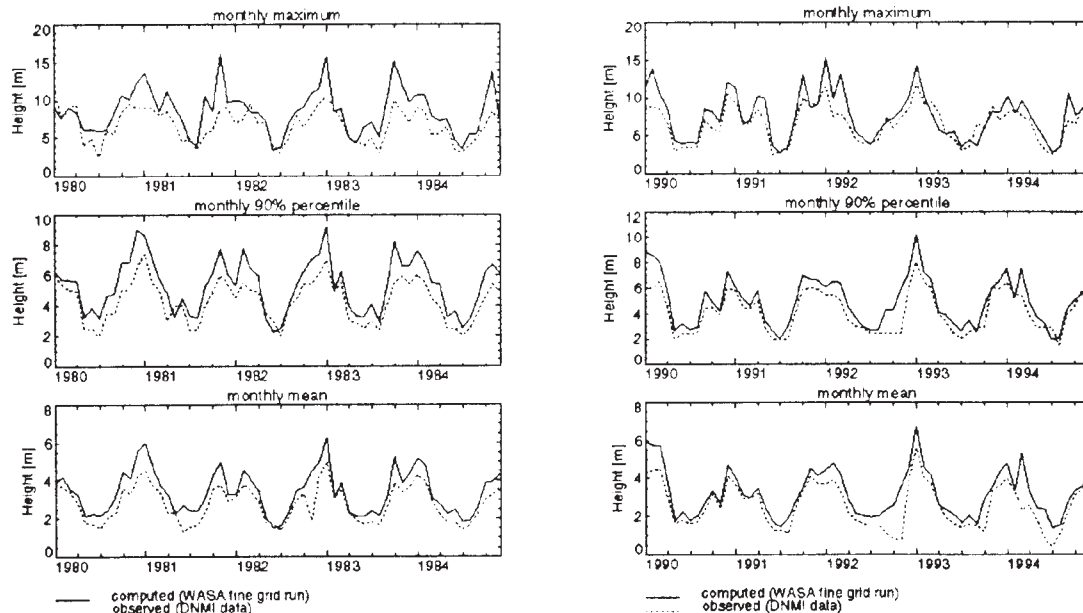 monthly maximum
Height [m]
20
15
10
5
0
1980 1981 1982 1983 1984
monthly 90% percentile
Height [m]
10
8
6
4
2
0
1980 1981 1982 1983 1984
monthly mean
Height [m]
8
6
4
2
0
1980 1981 1982 1983 1984
computed (WASA fine grid run)
observed (DNMI data)
monthly maximum
Height [m]
20
15
10
5
0
1990 1991 1992 1993 1994
monthly 90% percentile
Height [m]
12
10
8
6
4
2
0
1990 1991 1992 1993 1994
monthly mean
Height [m]
8
6
4
2
0
1990 1991 1992 1993 1994
computed (WASA fine grid run)
observed (DNMI data)